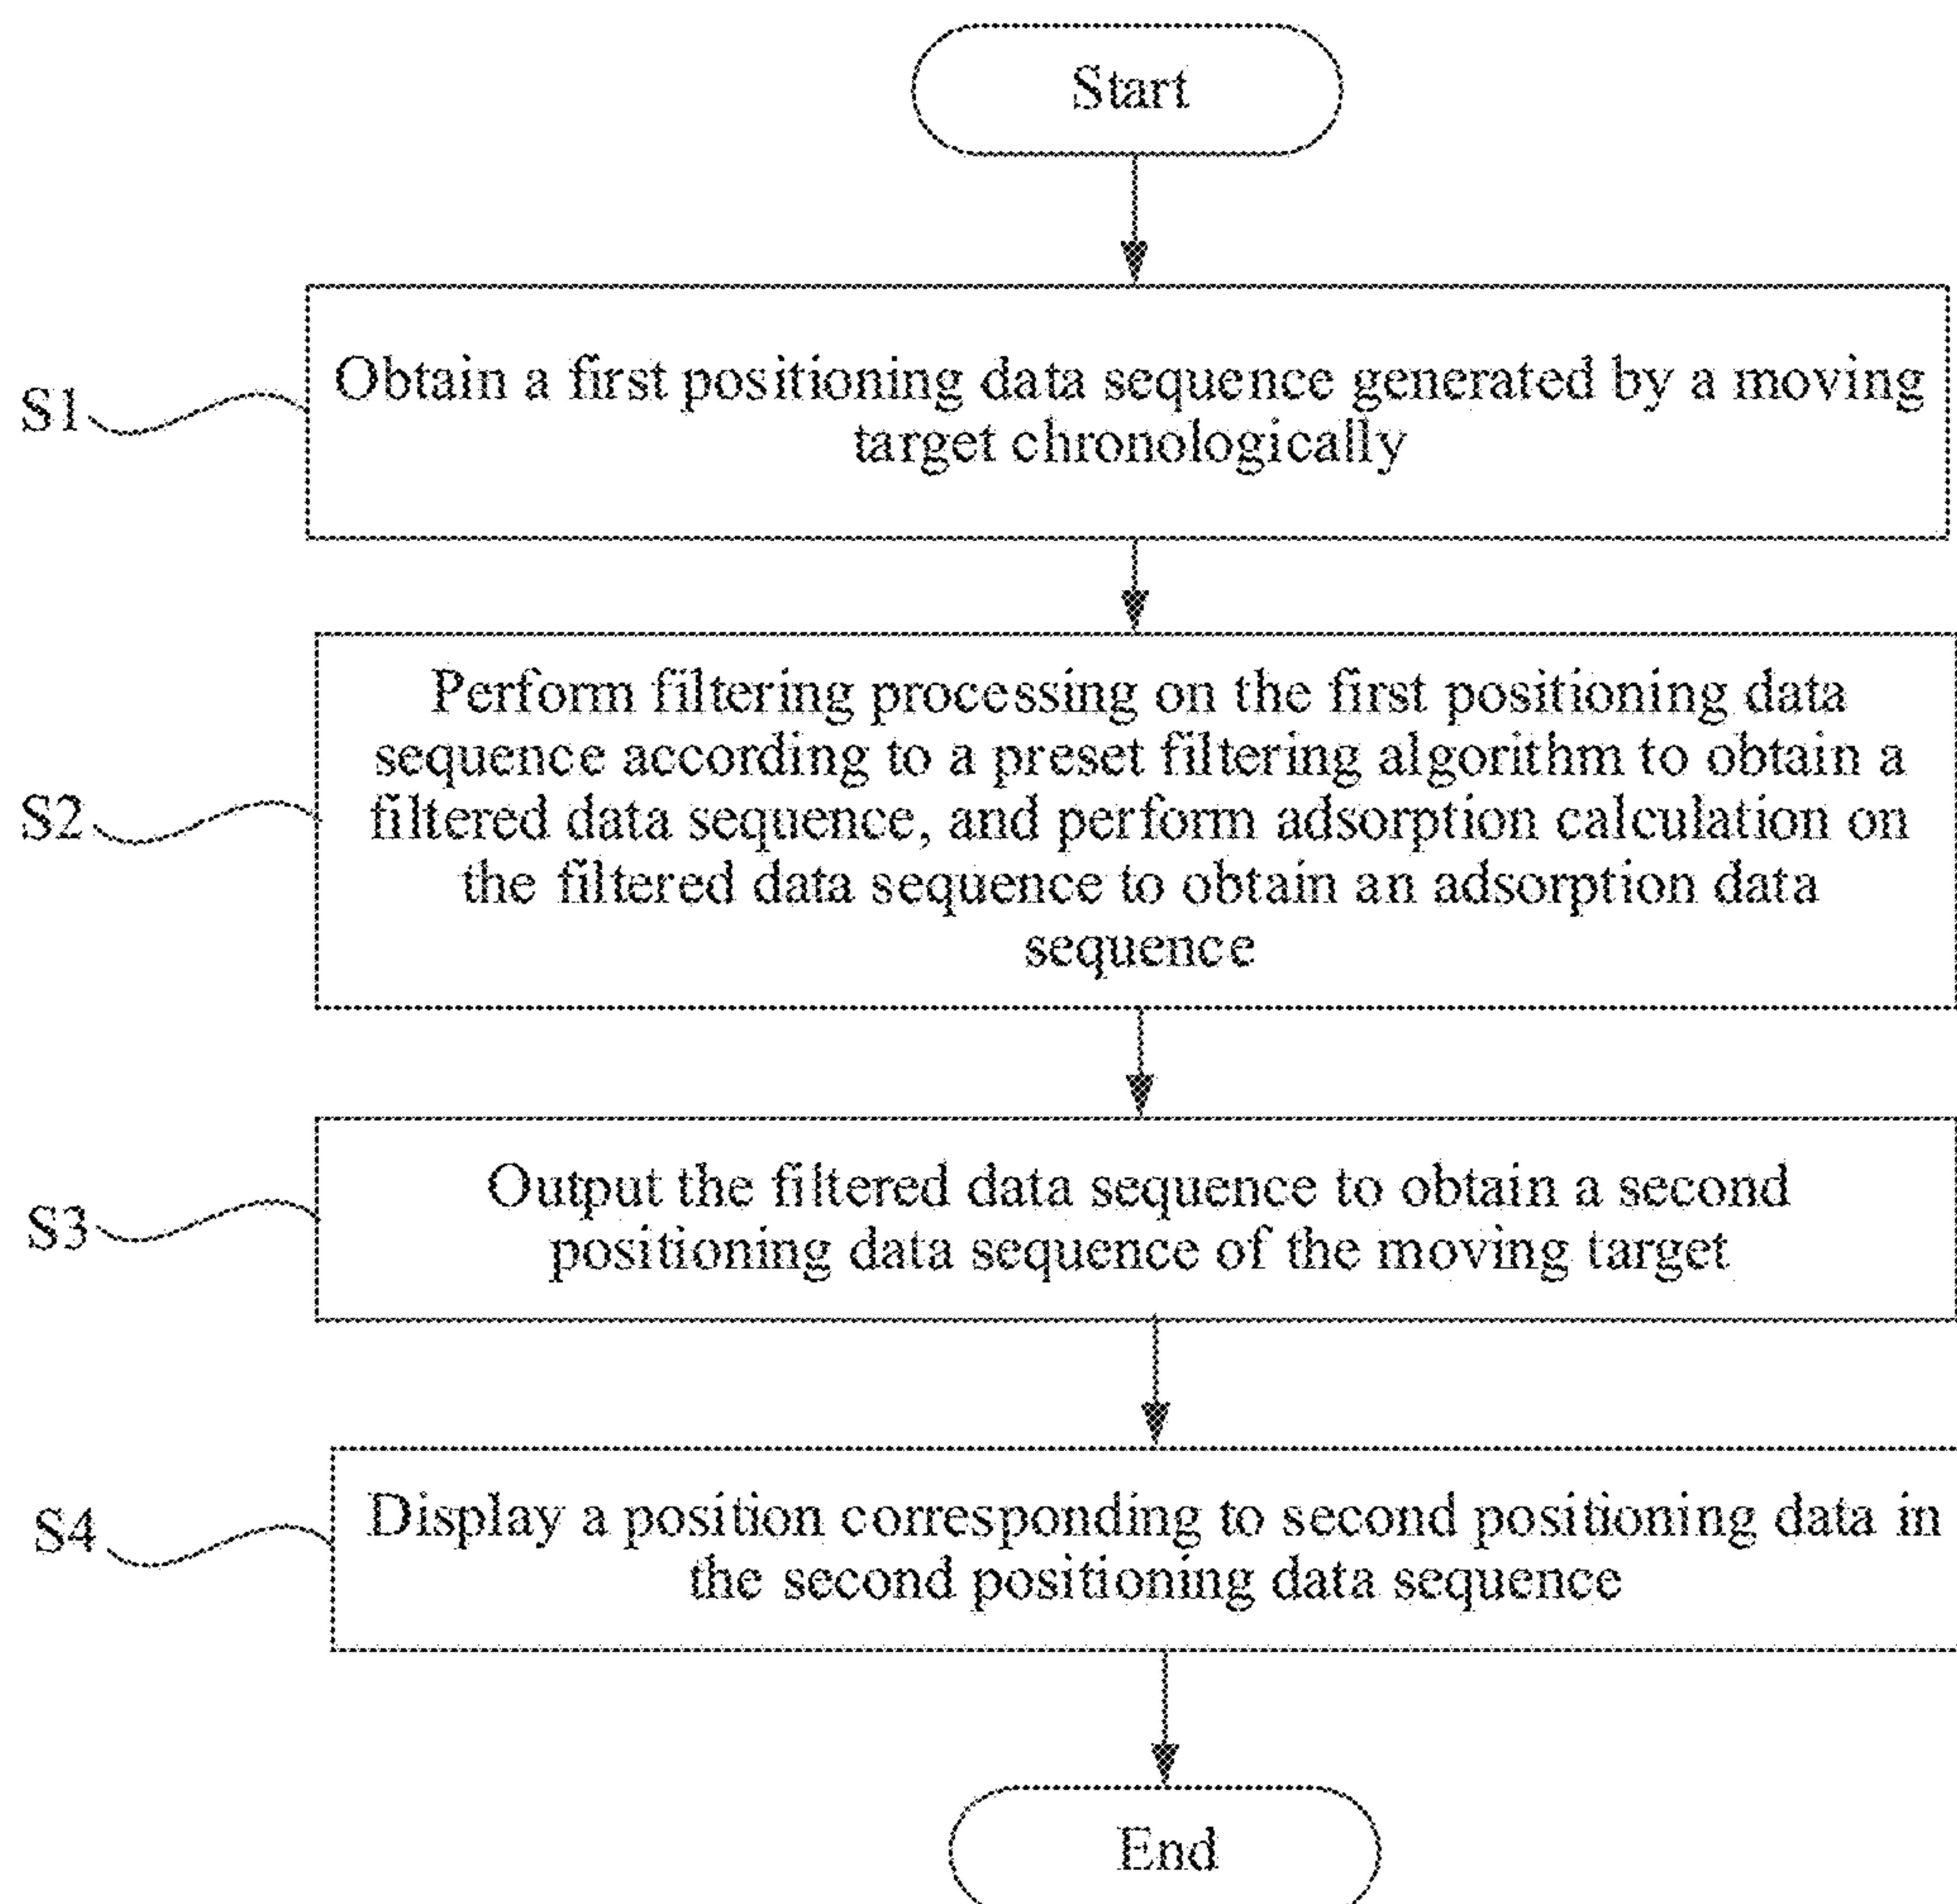 Start
S1
Obtain a first positioning data sequence generated by a moving
target chronologically
S2
Perform filtering processing on the first positioning data
sequence according to a preset filtering algorithm to obtain a
filtered data sequence, and perform adsorption calculation on
the filtered data sequence to obtain an adsorption data
sequence
S3
Output the filtered data sequence to obtain a second
positioning data sequence of the moving target
S4
Display a position corresponding to second positioning data in
the second positioning data sequence
End